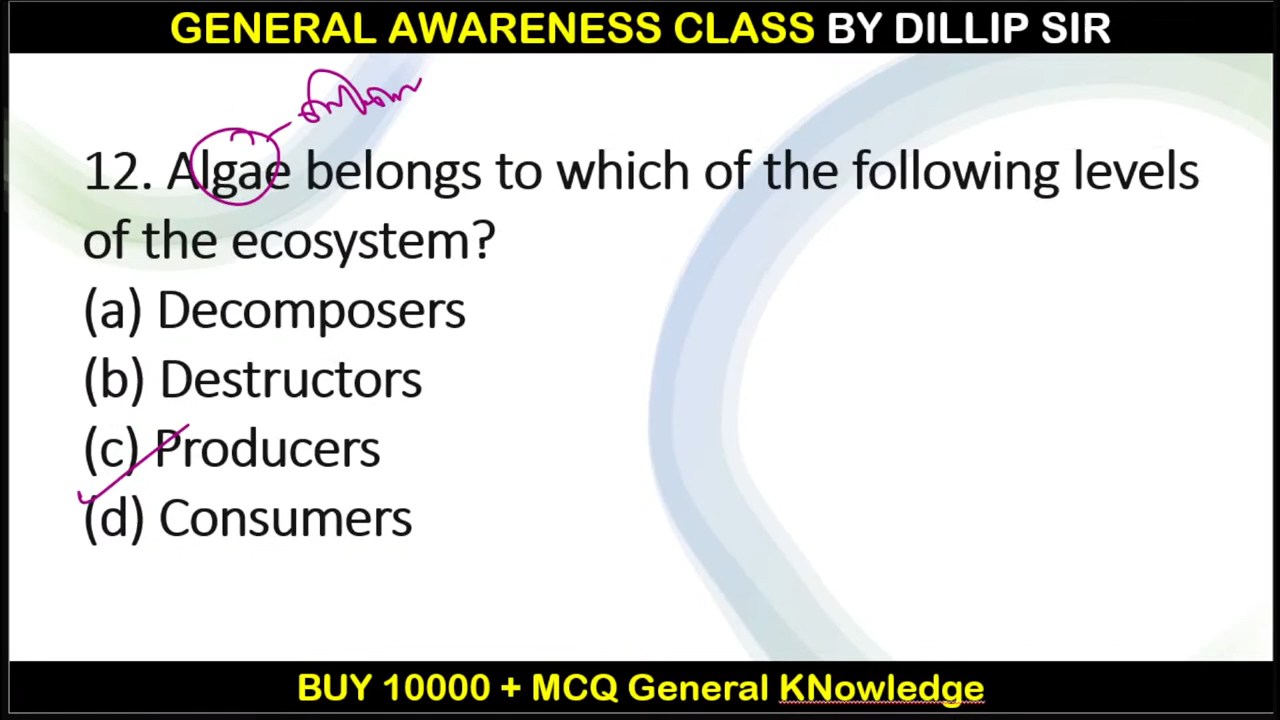 GENERAL AWARENESS CLASS BY DILLIP SIR
12. Algae belongs to which of the following levels
of the ecosystem?
(a) Decomposers
(b) Destructors
(c) Producers
(d) Consumers
BUY 10000 + MCQ General KNowledge